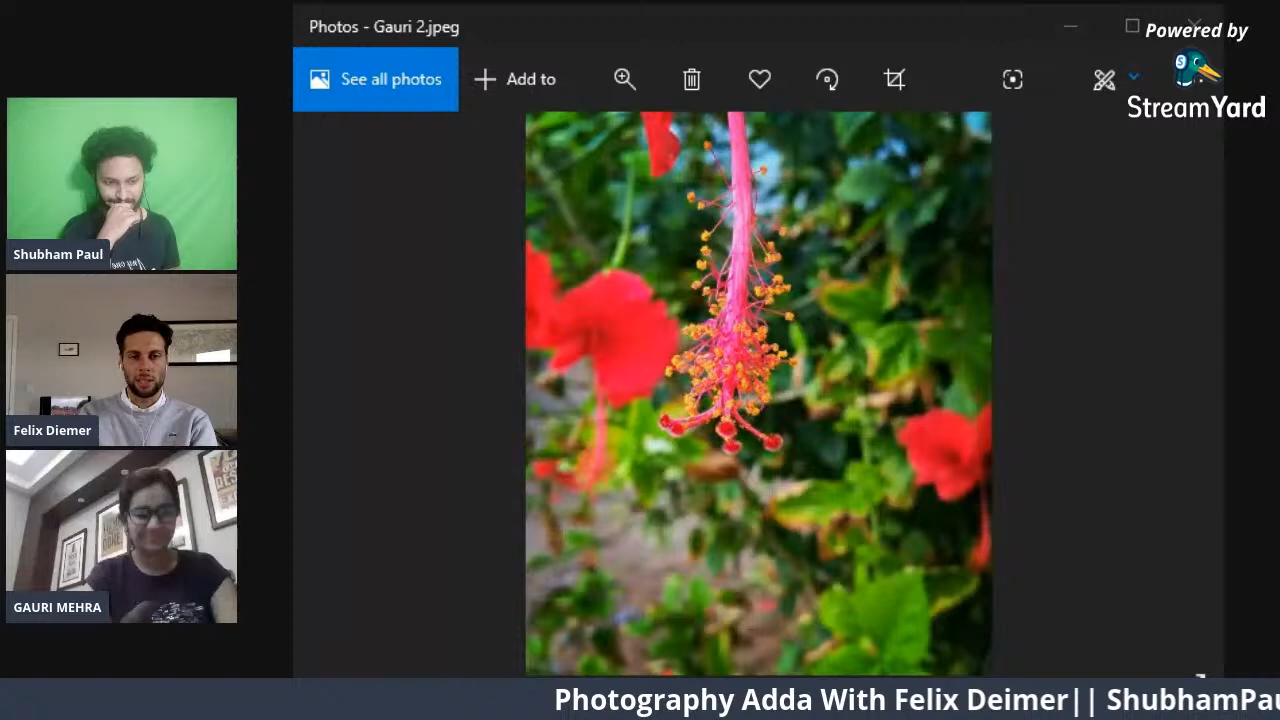 Photos - Gauri 2.jpeg
Powered by
See all photos
Add to
StreamYard
Shubham Paul
Felix Diemer
GAURI MEHRA
Photography Adda With Felix Deimer|| ShubhamPau